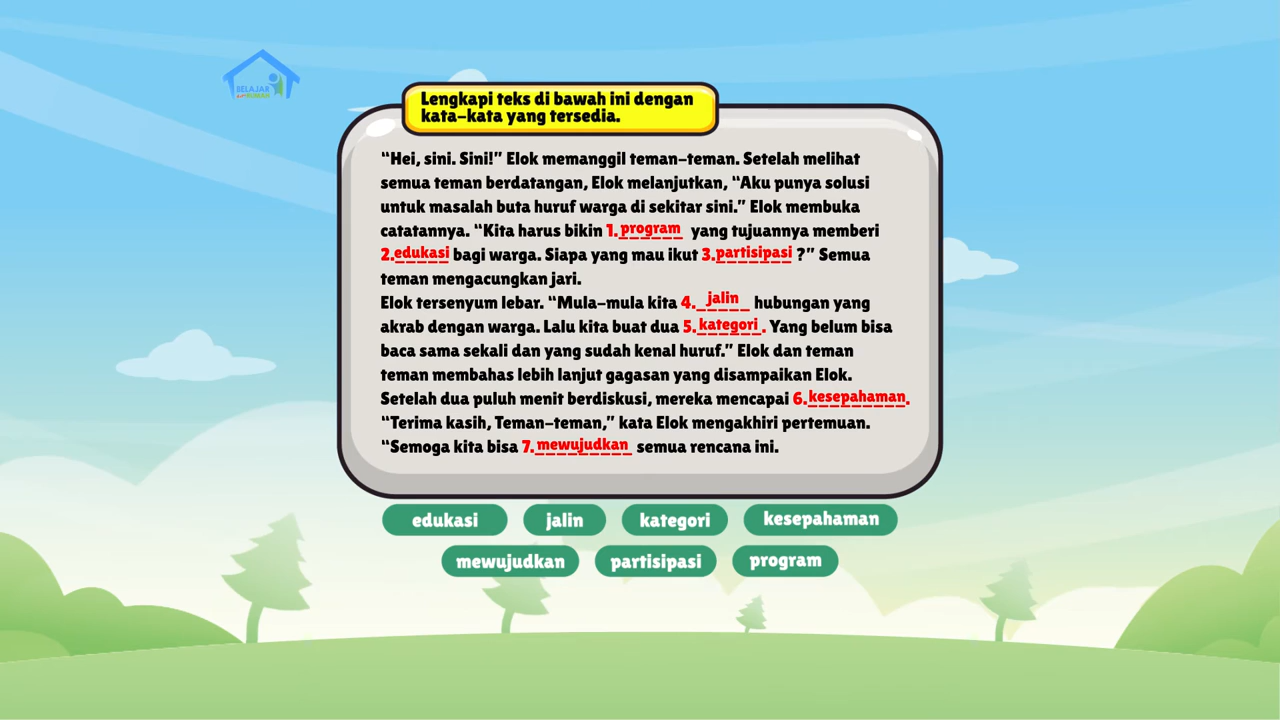 BELAJAR
Lengkapi teks di bawah ini dengan
kata-kata yang tersedia.
“Hei, sini. Sini!” Elok memanggil teman-teman. Setelah melihat
semua teman berdatangan, Elok melanjutkan, “Aku punya solusi
untuk masalah buta huruf warga di sekitar sini.” Elok membuka
catatannya. “Kita harus bikin 1.program yang tujuannya memberi
2.edukasi bagi warga. Siapa yang mau ikut 3.partisipasi ?” Semua
teman mengacungkan jari.
Elok tersenyum lebar. “Mula-mula kita 4._jalin_ hubungan yang
akrab dengan warga. Lalu kita buat dua 5.kategori. Yang belum bisa
baca sama sekali dan yang sudah kenal huruf.” Elok dan teman
teman membahas lebih lanjut gagasan yang disampaikan Elok.
Setelah dua puluh menit berdiskusi, mereka mencapai 6.kesepahaman.
“Terima kasih, Teman-teman,” kata Elok mengakhiri pertemuan.
“Semoga kita bisa 7.mewujudkan semua rencana ini.
edukasi jalin kategori kesepahaman
mewujudkan partisipasi program